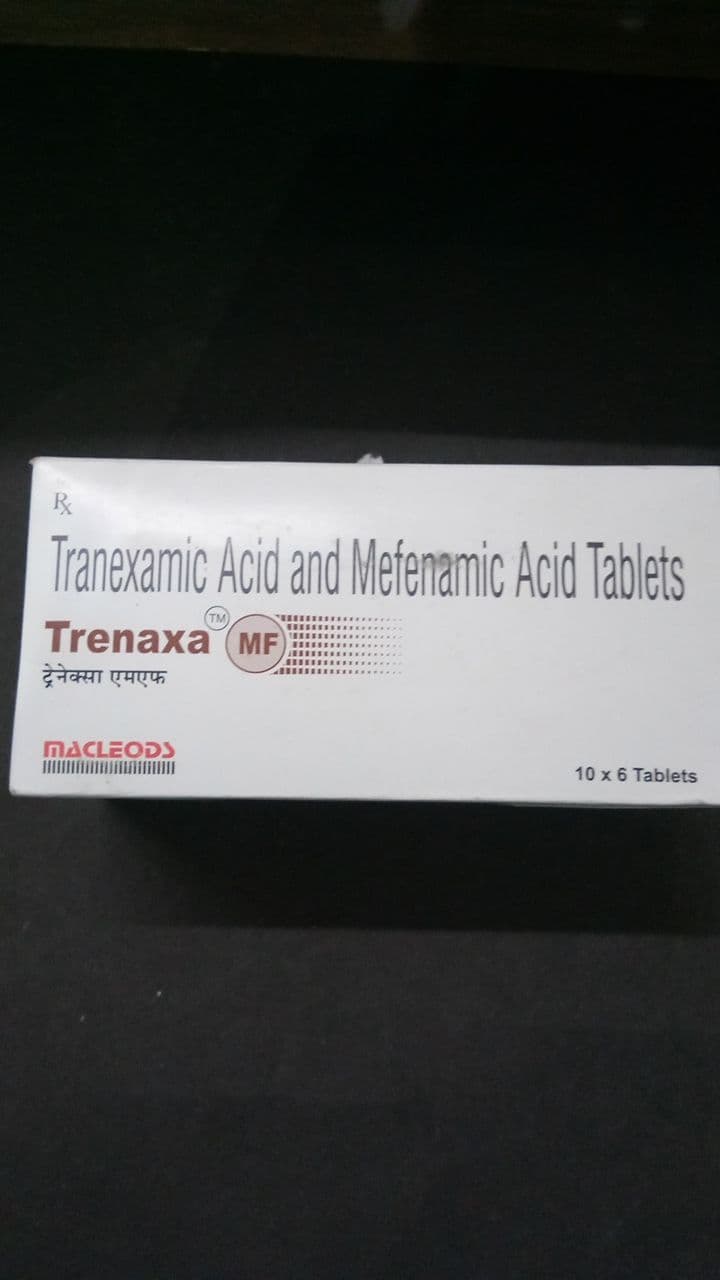 Rx
Tranexamic Acid and Mefenamic Acid Tablets
Trenaxa TM MF
ट्रेनेक्सा एमएफ
MACLEODS
10 x 6 Tablets